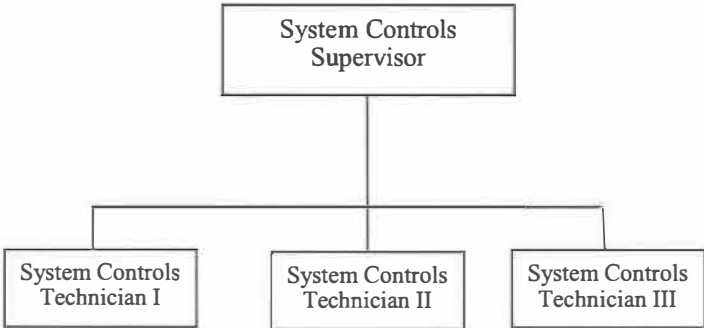 System Controls
Supervisor
System Controls
Technician I
System Controls
Technician II
System Controls
Technician III